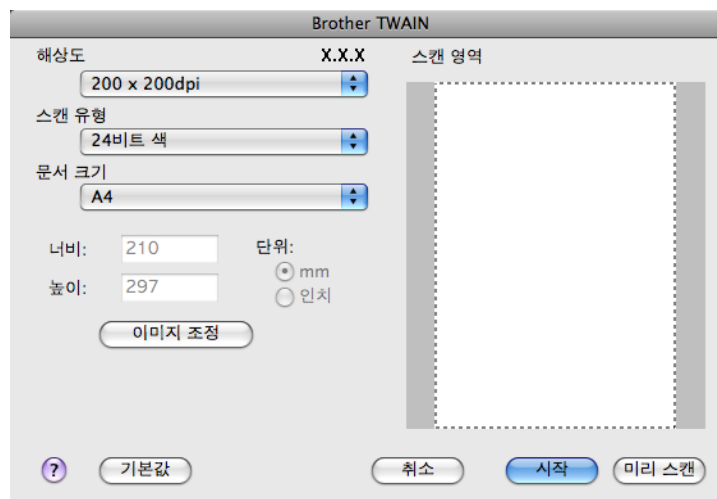 Brother TWAIN
해상도
X.X.X
200 x 200dpi
스캔 유형
24비트 색
문서 크기
A4
너비:
210
높이:
297
단위:
mm
인치
이미지 조정
스캔 영역
?
기본값
취소
시작
미리 스캔